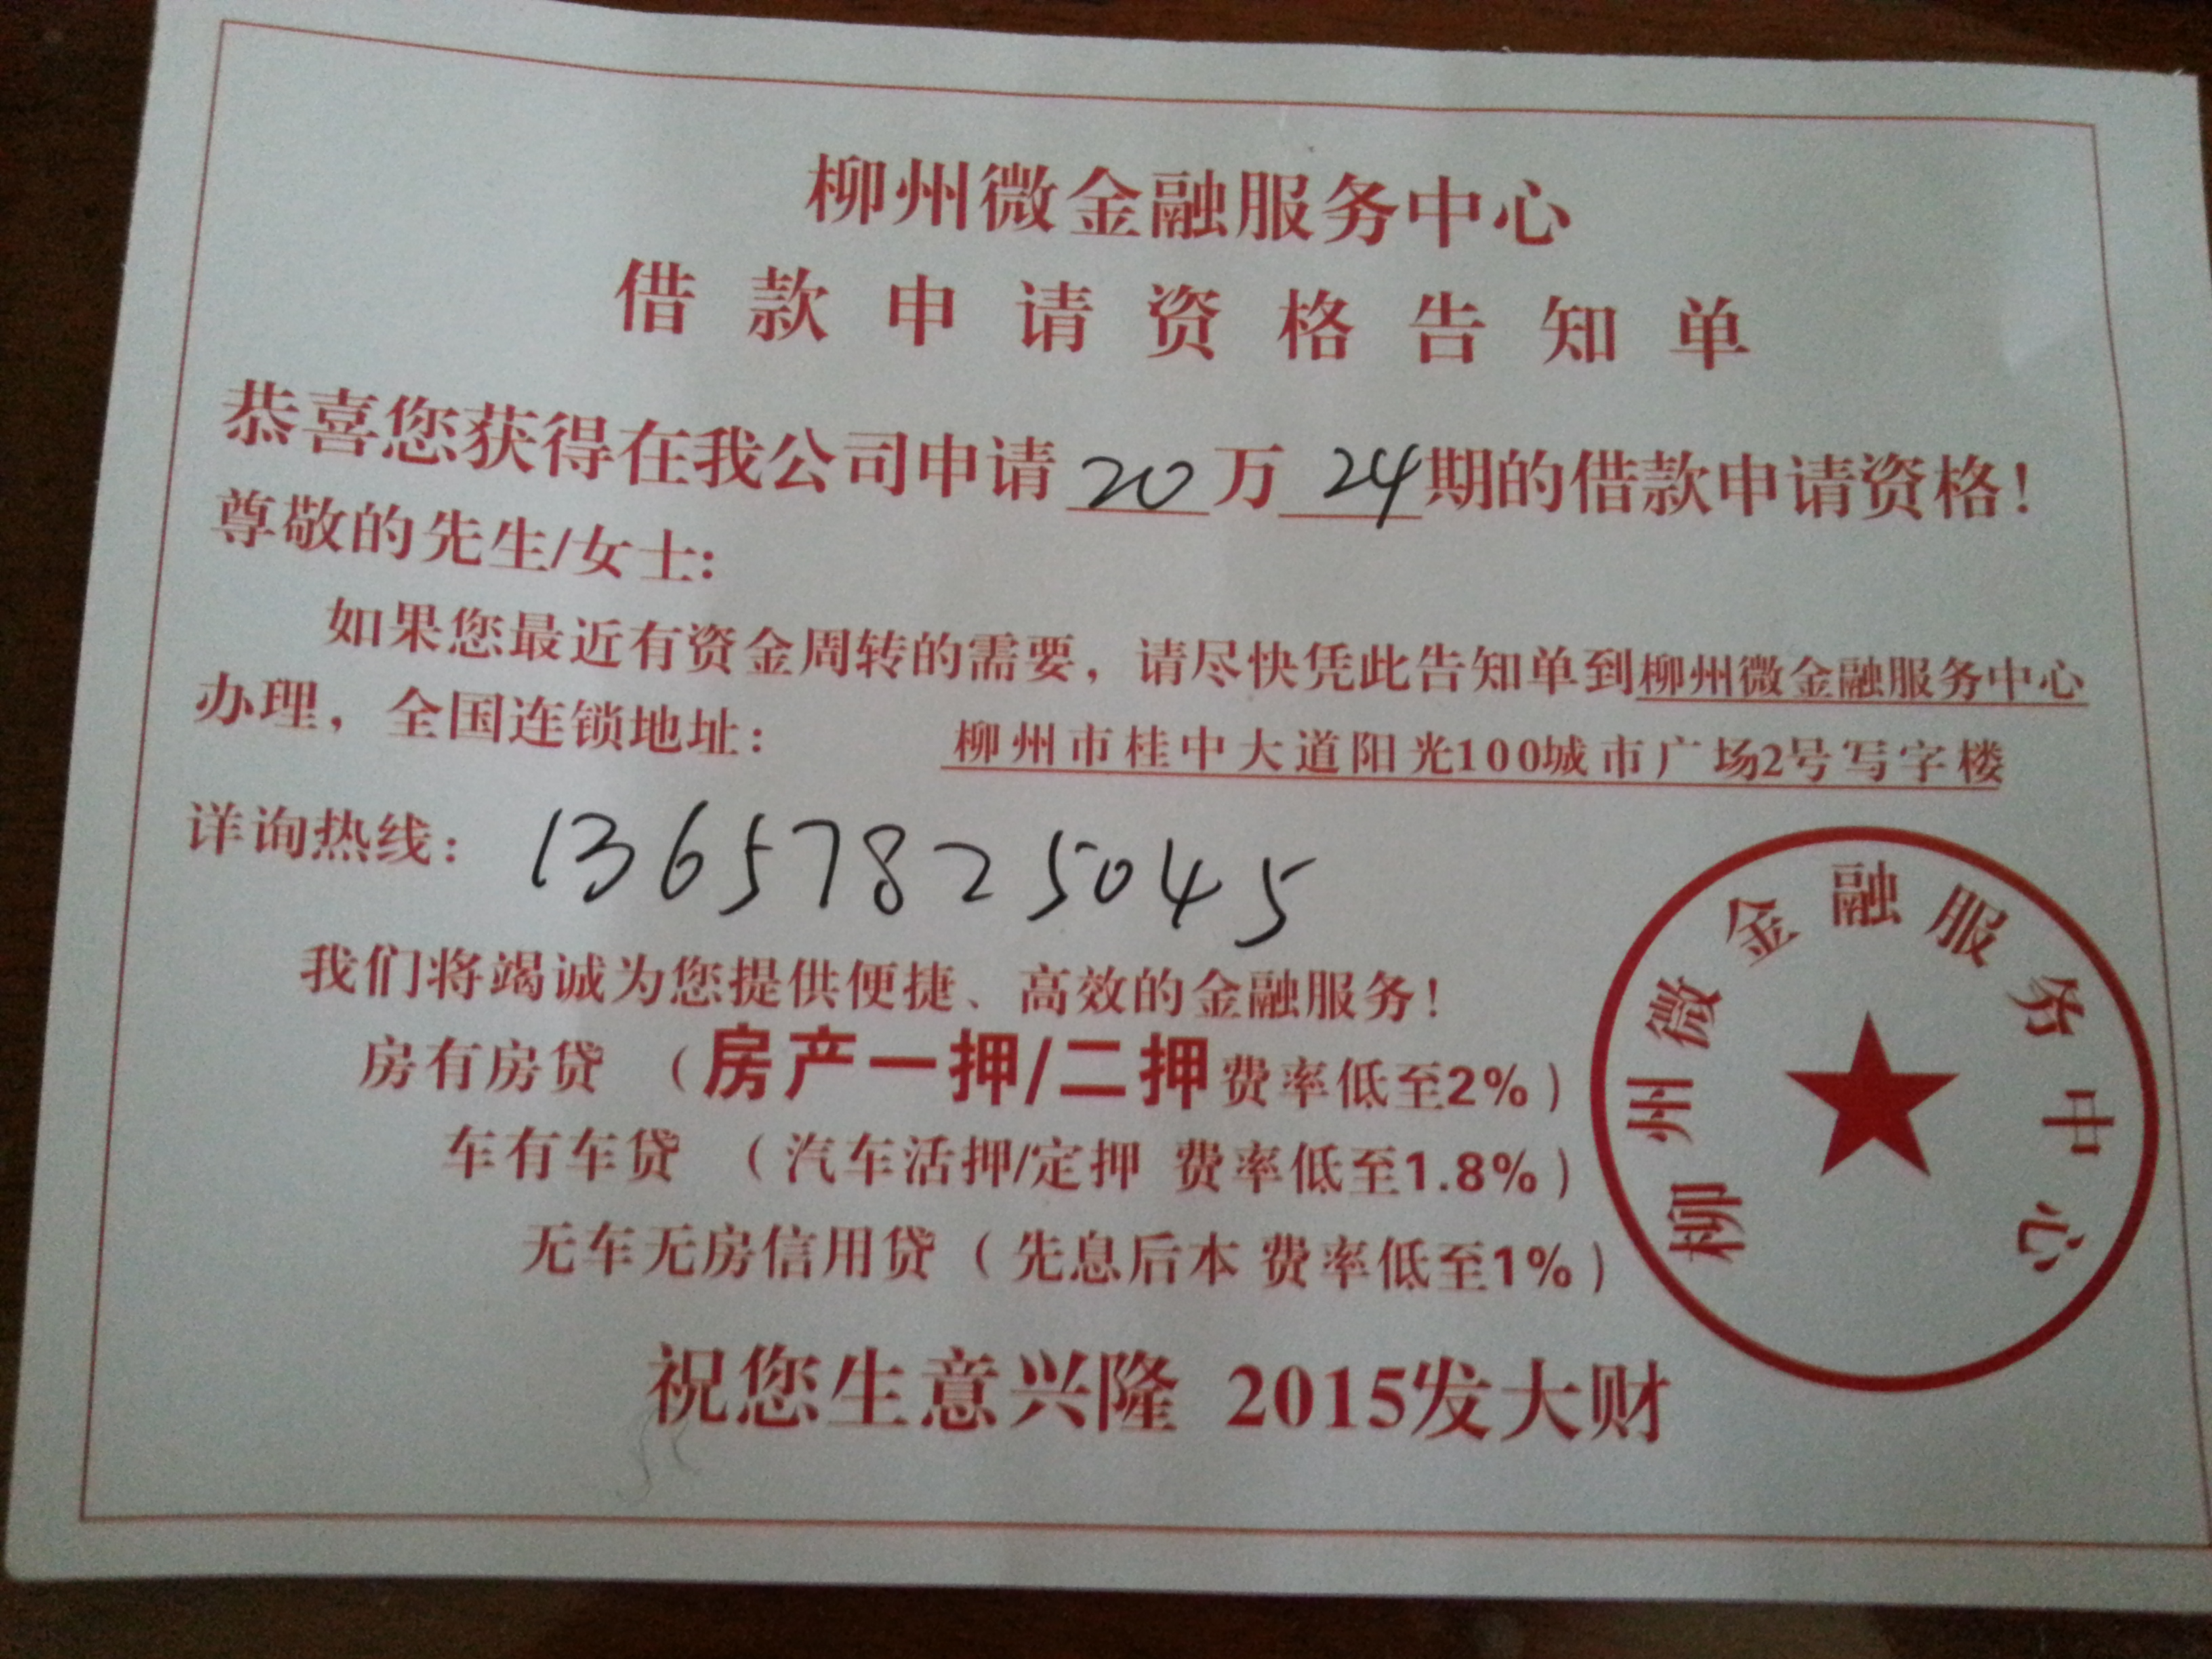 柳州微金融服务中心
借款申请资格告知单
恭喜您获得在我公司申请20万24期的借款申请资格！
尊敬的先生/女士：
如果您最近有资金周转的需要，请尽快凭此告知单到柳州微金融服务中心
办理，全国连锁地址： 柳州市桂中大道阳光100城市广场2号写字楼
详询热线：13657825045
我们将竭诚为您提供便捷、高效的金融服务！
房有房贷（房产一押/二押费率低至2%）
车有车贷（汽车活押/定押 费率低至1.8%）
无车无房信用贷（先息后本 费率低至1%）
祝您生意兴隆 2015发大财
柳州微金融服务中心